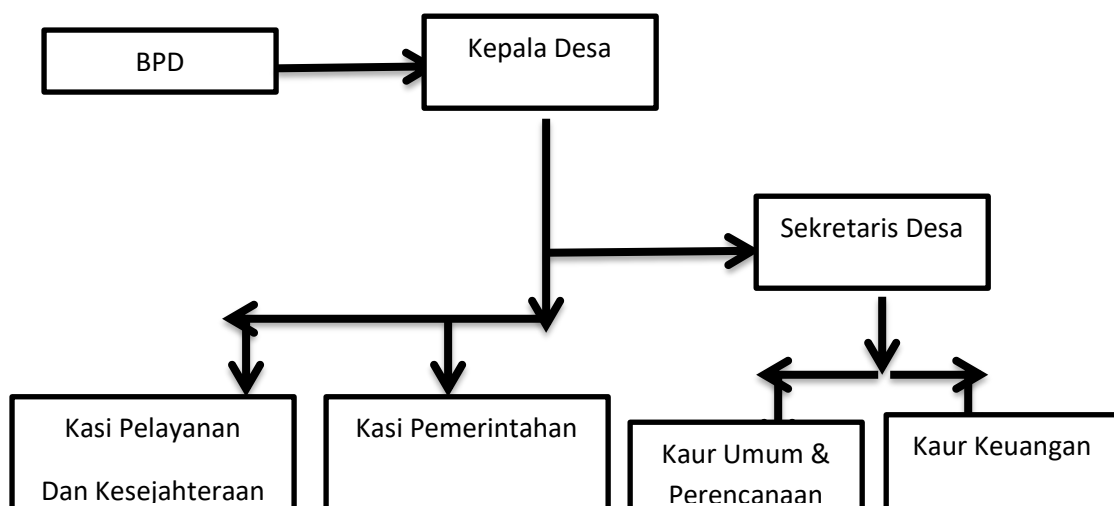 BPD
Kepala Desa
Sekretaris Desa
Kasi Pelayanan
Dan Kesejahteraan
Kasi Pemerintahan
Kaur Umum &
Perencanaan
Kaur Keuangan